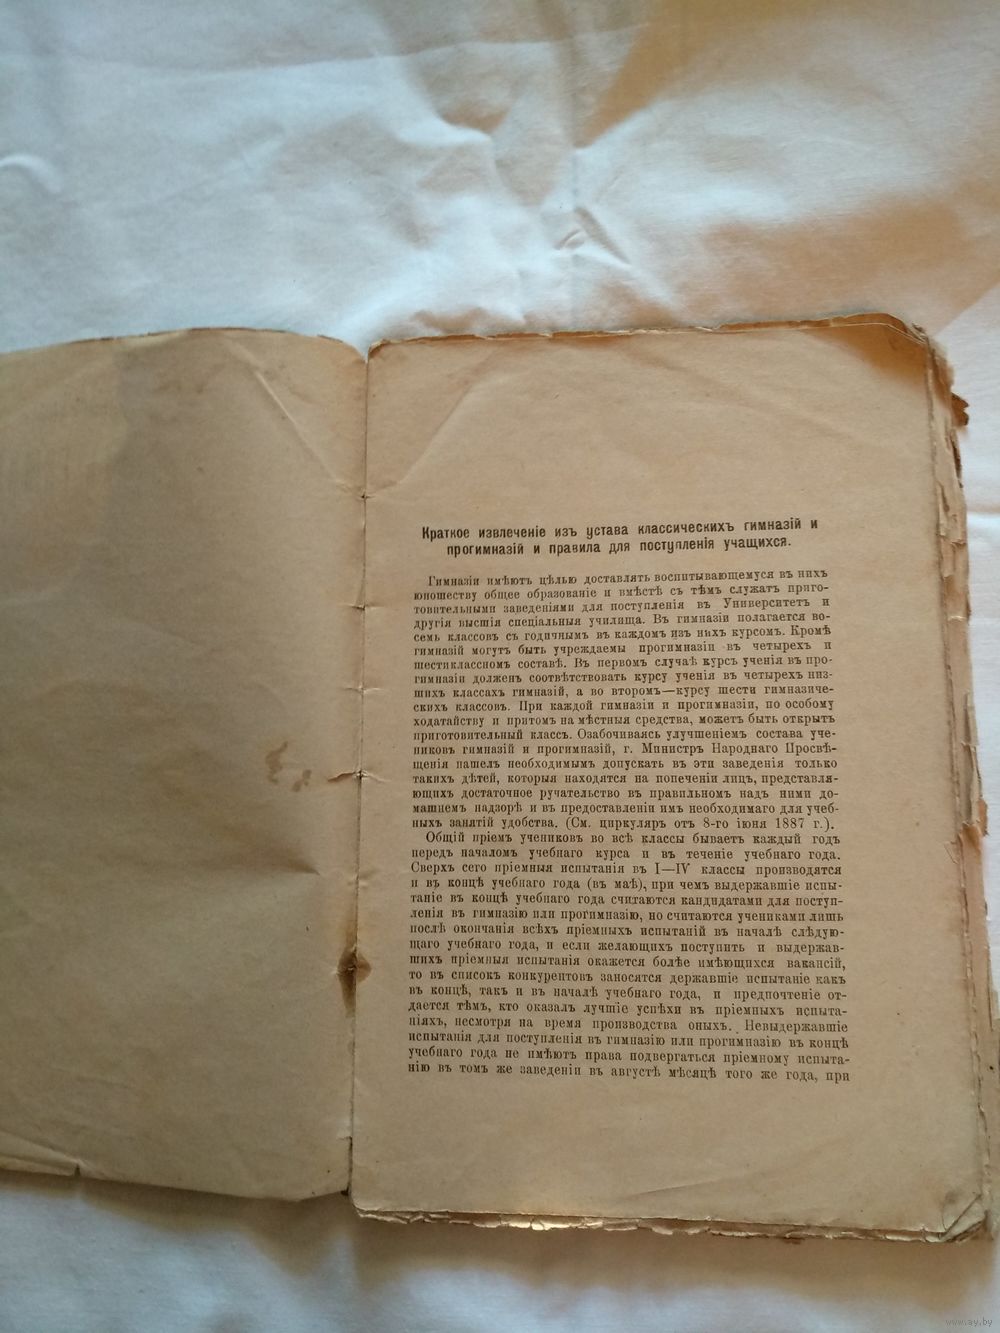 Краткое извлеченіе изъ устава классическихъ гимназій и
прогимназій и правила для поступленія учащихся.
Гимназіи имѣютъ цѣлью доставлять воспитывающемуся въ нихъ
юношеству общее образованіе и вмѣстѣ съ тѣмъ служатъ приго-
товительными заведеніями для поступленія въ Университетъ и
другія высшія спеціальныя училища. Въ гимназіи полагается во-
семь классовъ съ годичнымъ въ каждомъ изъ нихъ курсомъ. Кромѣ
гимназій могутъ быть учреждаемы прогимназіи въ четырехъ и
шестиклассномъ составѣ. Въ первомъ случаѣ курсъ ученія въ про-
гимназіи долженъ соотвѣтствовать курсу ученія въ четырехъ низ-
шихъ классахъ гимназій, а во второмъ—курсу шести гимназиче-
скихъ классовъ. При каждой гимназіи и прогимназіи, по особому
ходатайству и притомъ на мѣстныя средства, можетъ быть открытъ
приготовительный классъ. Озабочиваясь улучшеніемъ состава уче-
никовъ гимназій и прогимназій, г. Министръ Народнаго Просвѣ-
щенія нашелъ необходимымъ допускать въ эти заведенія только
такихъ дѣтей, которыя находятся на попеченіи лицъ, представля-
ющихъ достаточное ручательство въ правильномъ надъ ними до-
машнемъ надзорѣ и въ предоставленіи имъ необходимаго для учеб-
ныхъ занятій удобства. (См. циркуляръ отъ 8-го іюня 1887 г.).
Общій пріемъ учениковъ во всѣ классы бываетъ каждый годъ
передъ началомъ учебнаго курса и въ теченіе учебнаго года.
Сверхъ сего пріемныя испытанія въ I—IV классы производятся
и въ концѣ учебнаго года (въ маѣ), при чемъ выдержавшіе испы-
таніе въ концѣ учебнаго года считаются кандидатами для поступ-
ленія въ гимназію или прогимназію, но считаются учениками лишь
послѣ окончанія всѣхъ пріемныхъ испытаній въ началѣ слѣдую-
щаго учебнаго года, и если желающихъ поступить и выдержав-
шихъ пріемныя испытанія окажется болѣе имѣющихся вакансій,
то въ списокъ конкурентовъ заносятся державшіе испытаніе какъ
въ концѣ, такъ и въ началѣ учебнаго года, и предпочтеніе от-
дается тѣмъ, кто оказалъ лучшіе успѣхи въ пріемныхъ испыта-
ніяхъ, несмотря на время производства оныхъ. Невыдержавшіе
испытанія для поступленія въ гимназію или прогимназію въ концѣ
учебнаго года не имѣютъ права подвергаться пріемному испыта-
нію въ томъ же заведеніи въ августѣ мѣсяцѣ того же года, при
www.ay.by